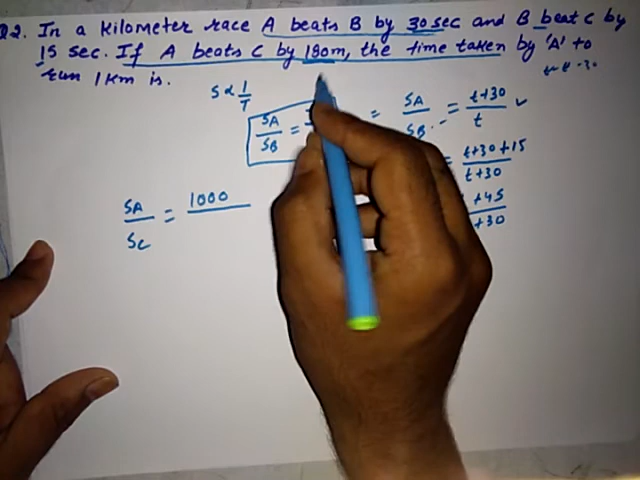 Q2. In a kilometer race A beats B by 30 sec and B beat C by
15 sec. If A beats C by 180m, the time taken by 'A' to
run 1 Km is.
S ∝ 1/T
SA/SB =
= SA/SB = t+30/t
= t+30+15/t+30
+45/+30
SA/SC = 1000